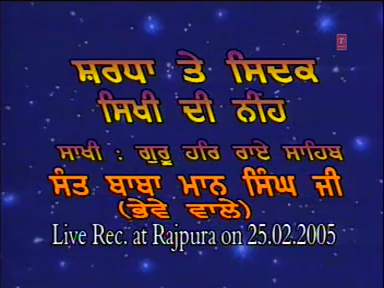 ਸ਼ਰਧਾ ਤੇ ਸਿਦਕ
ਸਿਖੀ ਦੀ ਨੀਂਹ
ਸਾਖੀ : ਗੁਰੂ ਹਰਿ ਰਾਏ ਸਾਹਿਬ
ਸੰਤ ਬਾਬਾ ਮਾਨ ਸਿੰਘ ਜੀ
(ਭੇਵੇ ਵਾਲੇ)
Live Rec. at Rajpura on 25.02.2005